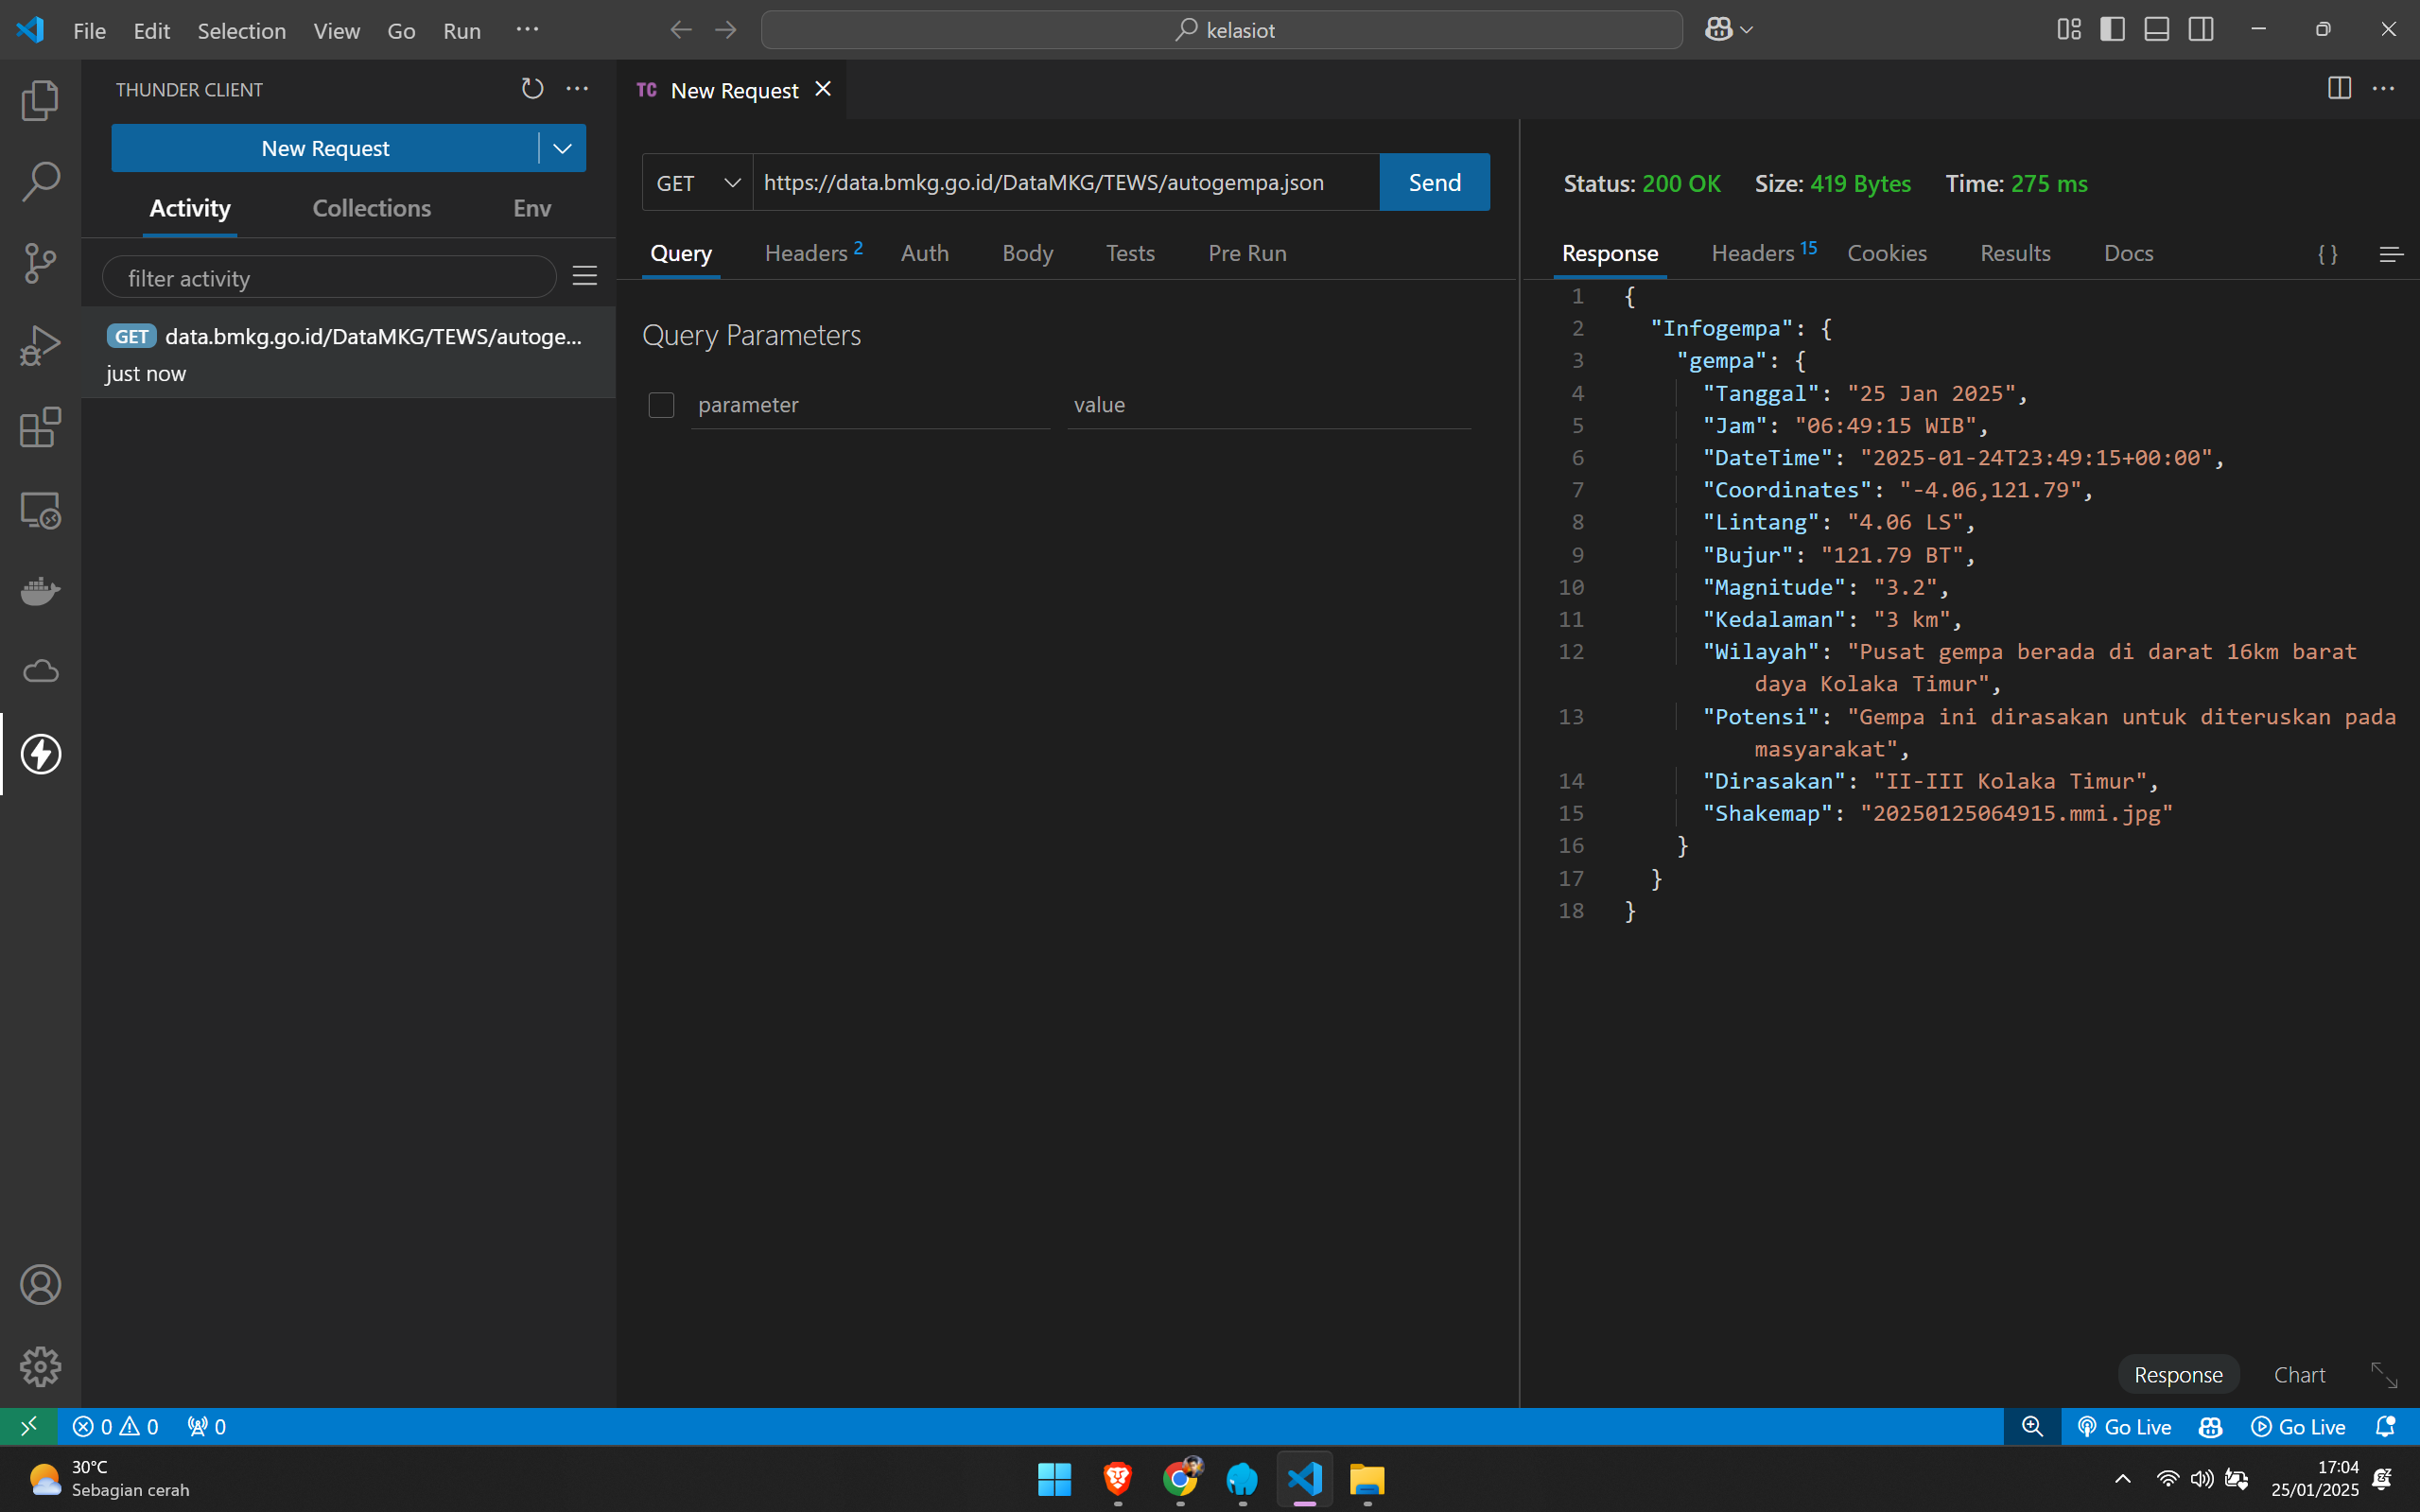 File Edit Selection View Go Run ···
kelasiot
THUNDER CLIENT
New Request
Activity Collections Env
filter activity
GET data.bmkg.go.id/DataMKG/TEWS/autoge...
just now
TC New Request
GET https://data.bmkg.go.id/DataMKG/TEWS/autogempa.json Send
Query Headers 2 Auth Body Tests Pre Run
Query Parameters
parameter value
Status: 200 OK Size: 419 Bytes Time: 275 ms
Response Headers 15 Cookies Results Docs { }
1 {
2 "Infogempa": {
3 "gempa": {
4 "Tanggal": "25 Jan 2025",
5 "Jam": "06:49:15 WIB",
6 "DateTime": "2025-01-24T23:49:15+00:00",
7 "Coordinates": "-4.06,121.79",
8 "Lintang": "4.06 LS",
9 "Bujur": "121.79 BT",
10 "Magnitude": "3.2",
11 "Kedalaman": "3 km",
12 "Wilayah": "Pusat gempa berada di darat 16km barat
daya Kolaka Timur",
13 "Potensi": "Gempa ini dirasakan untuk diteruskan pada
masyarakat",
14 "Dirasakan": "II-III Kolaka Timur",
15 "Shakemap": "20250125064915.mmi.jpg"
16 }
17 }
18 }
Response Chart
0 0 0
Go Live Go Live
30°C
Sebagian cerah
17:04
25/01/2025